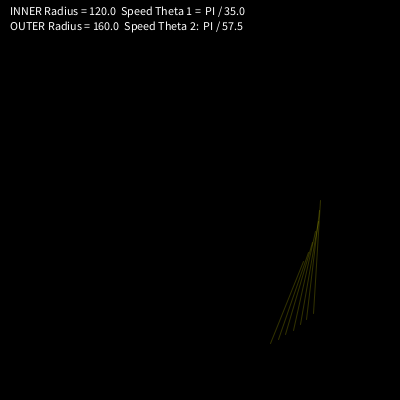 INNER Radius = 120.0  Speed Theta 1 =  PI / 35.0
OUTER Radius = 160.0  Speed Theta 2:  PI / 57.5